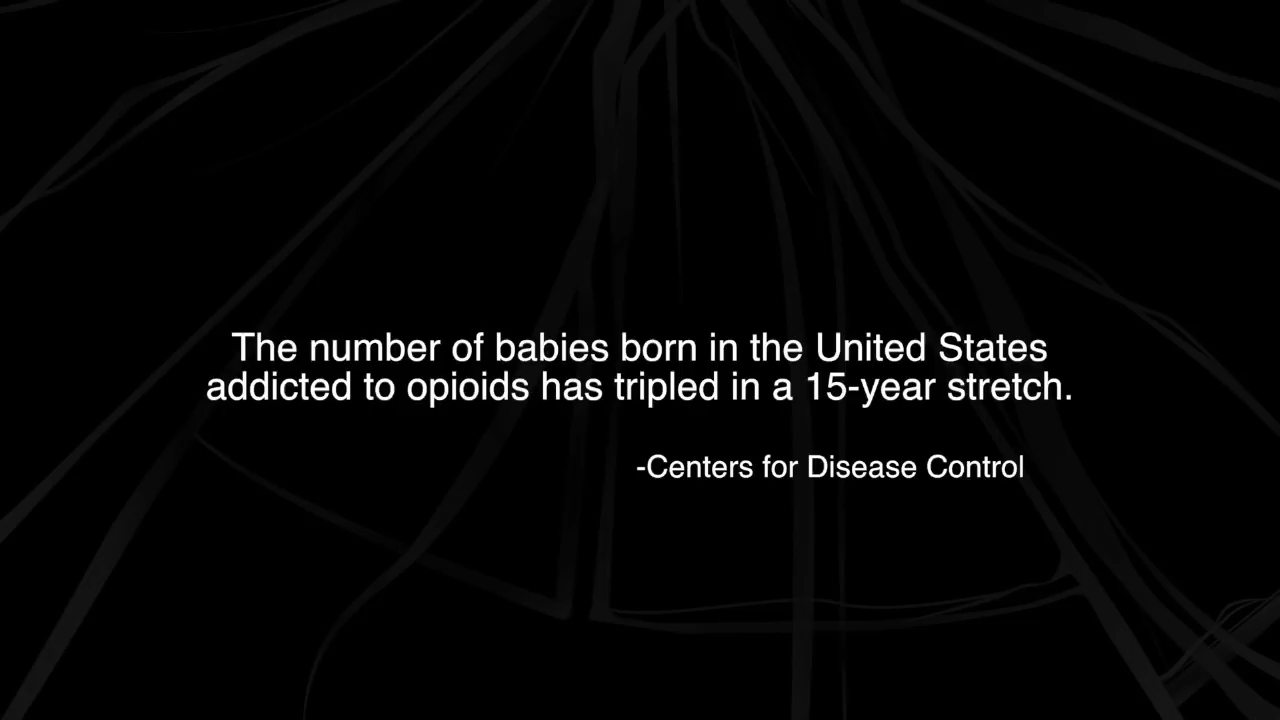 The number of babies born in the United States
addicted to opioids has tripled in a 15-year stretch.
-Centers for Disease Control